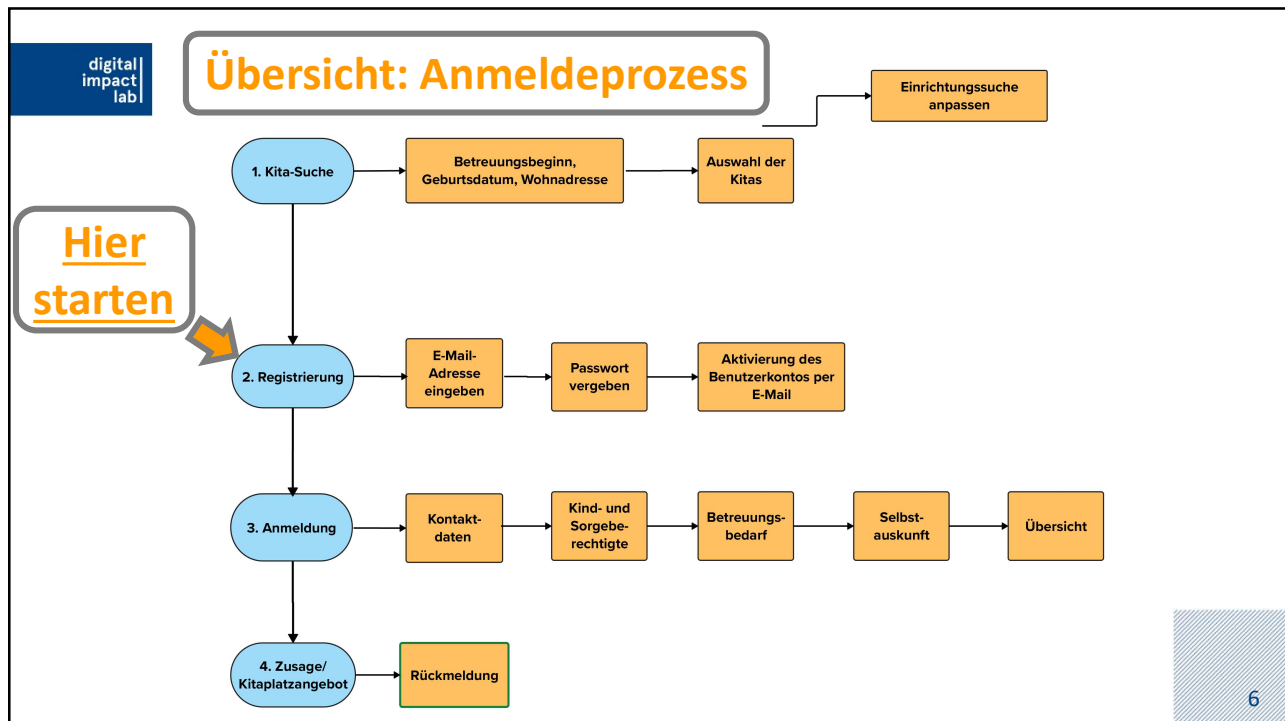 digital
impact
lab
Übersicht: Anmeldeprozess
Einrichtungssuche
anpassen
1. Kita-Suche
Betreuungsbeginn,
Geburtsdatum, Wohnadresse
Auswahl der
Kitas
Hier
starten
2. Registrierung
E-Mail-
Adresse
eingeben
Passwort
vergeben
Aktivierung des
Benutzerkontos per
E-Mail
3. Anmeldung
Kontakt-
daten
Kind- und
Sorgebe-
rechtigte
Betreuungs-
bedarf
Selbst-
auskunft
Übersicht
4. Zusage/
Kitaplatzangebot
Rückmeldung
6